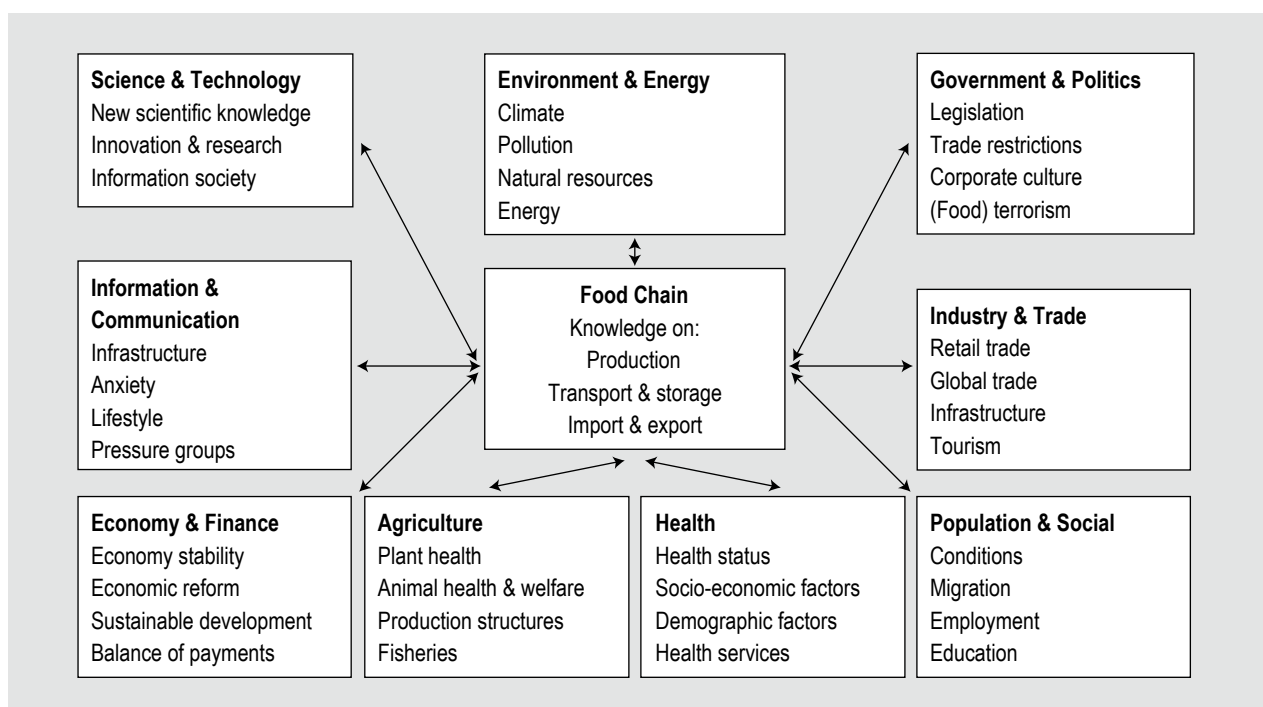 Science & Technology
New scientific knowledge
Innovation & research
Information society
Environment & Energy
Climate
Pollution
Natural resources
Energy
Government & Politics
Legislation
Trade restrictions
Corporate culture
(Food) terrorism
Information &
Communication
Infrastructure
Anxiety
Lifestyle
Pressure groups
Food Chain
Knowledge on:
Production
Transport & storage
Import & export
Industry & Trade
Retail trade
Global trade
Infrastructure
Tourism
Economy & Finance
Economy stability
Economic reform
Sustainable development
Balance of payments
Agriculture
Plant health
Animal health & welfare
Production structures
Fisheries
Health
Health status
Socio-economic factors
Demographic factors
Health services
Population & Social
Conditions
Migration
Employment
Education